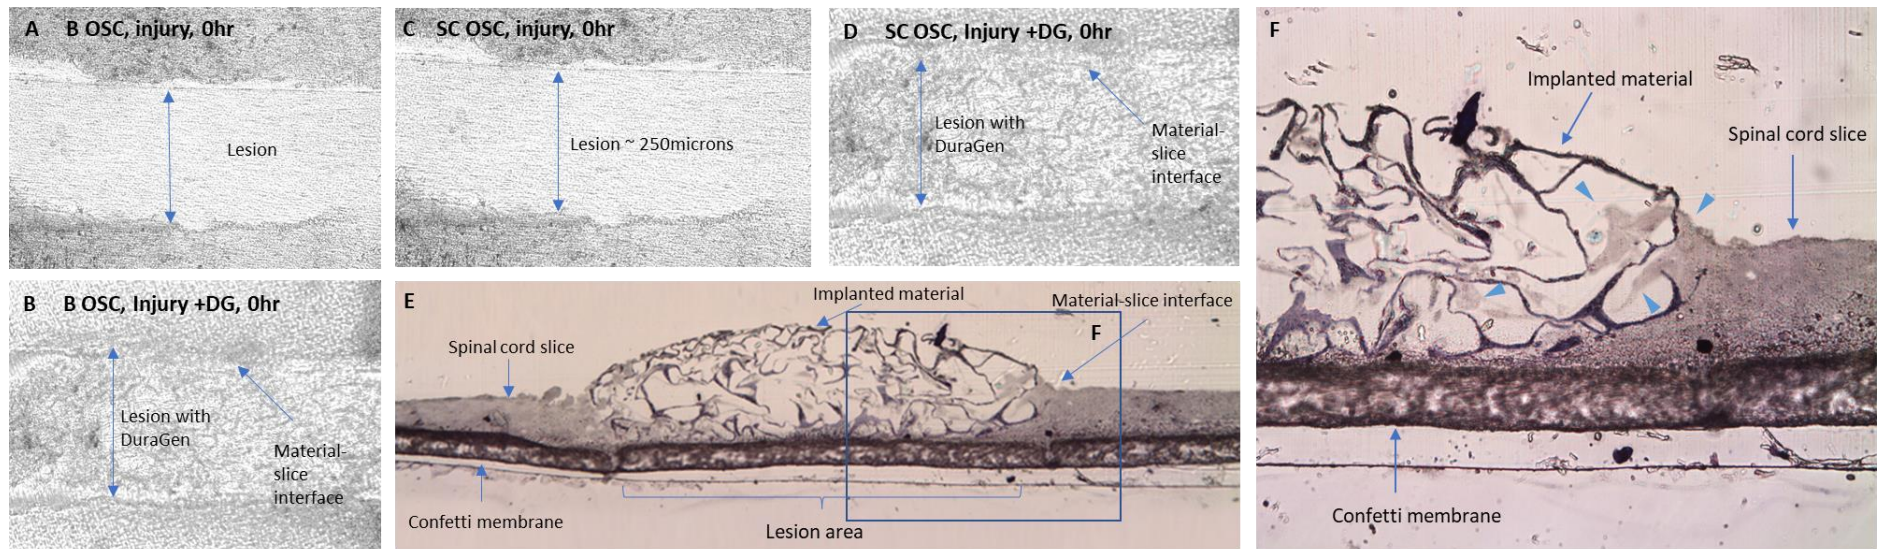 A B OSC, injury, 0hr
Lesion
C SC OSC, injury, 0hr
Lesion ~ 250microns
D SC OSC, Injury +DG, 0hr
Lesion with
DuraGen
Material-
slice
interface
B B OSC, Injury +DG, 0hr
Lesion with
DuraGen
Material-
slice
interface
E
Implanted material
Material-slice interface
Spinal cord slice
F
Confetti membrane
Lesion area
F
Implanted material
Spinal cord slice
Confetti membrane